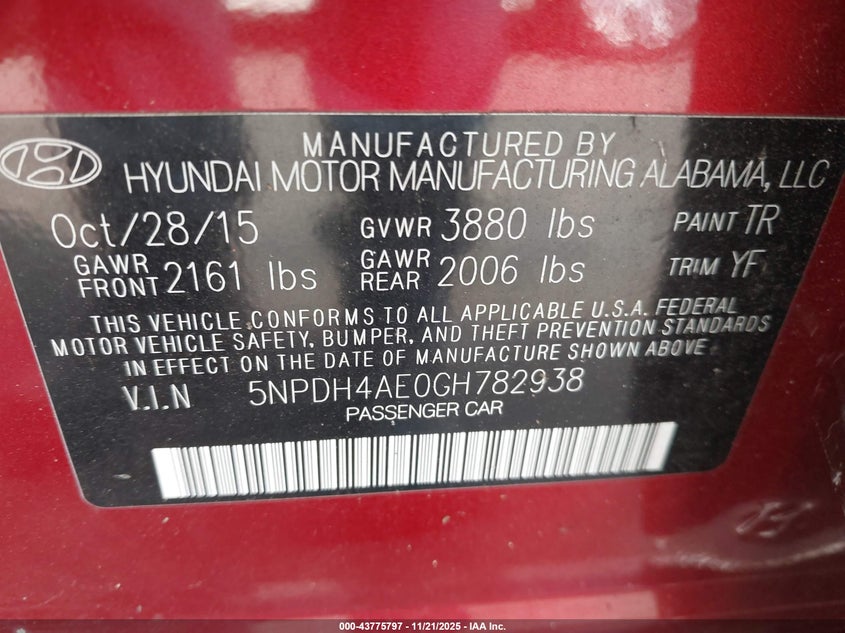 MANUFACTURED BY
HYUNDAI MOTOR MANUFACTURING ALABAMA, LLC
Oct/28/15 GVWR 3880 lbs PAINT TR
GAWR FRONT 2161 lbs GAWR REAR 2006 lbs TRIM YF
THIS VEHICLE CONFORMS TO ALL APPLICABLE U.S.A. FEDERAL
MOTOR VEHICLE SAFETY, BUMPER, AND THEFT PREVENTION STANDARDS
IN EFFECT ON THE DATE OF MANUFACTURE SHOWN ABOVE.
V.I.N 5NPDH4AE0GH782938
PASSENGER CAR
000-43775797 - 11/21/2025 - IAA Inc.